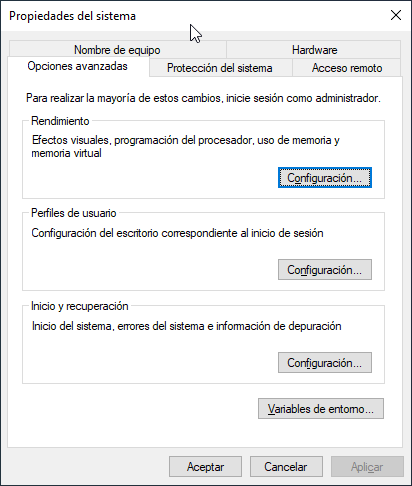 Propiedades del sistema
Nombre de equipo
Hardware
Opciones avanzadas
Protección del sistema
Acceso remoto
Para realizar la mayoría de estos cambios, inicie sesión como administrador.
Rendimiento
Efectos visuales, programación del procesador, uso de memoria y
memoria virtual
Configuración...
Perfiles de usuario
Configuración del escritorio correspondiente al inicio de sesión
Configuración...
Inicio y recuperación
Inicio del sistema, errores del sistema e información de depuración
Configuración...
Variables de entorno...
Aceptar
Cancelar
Aplicar